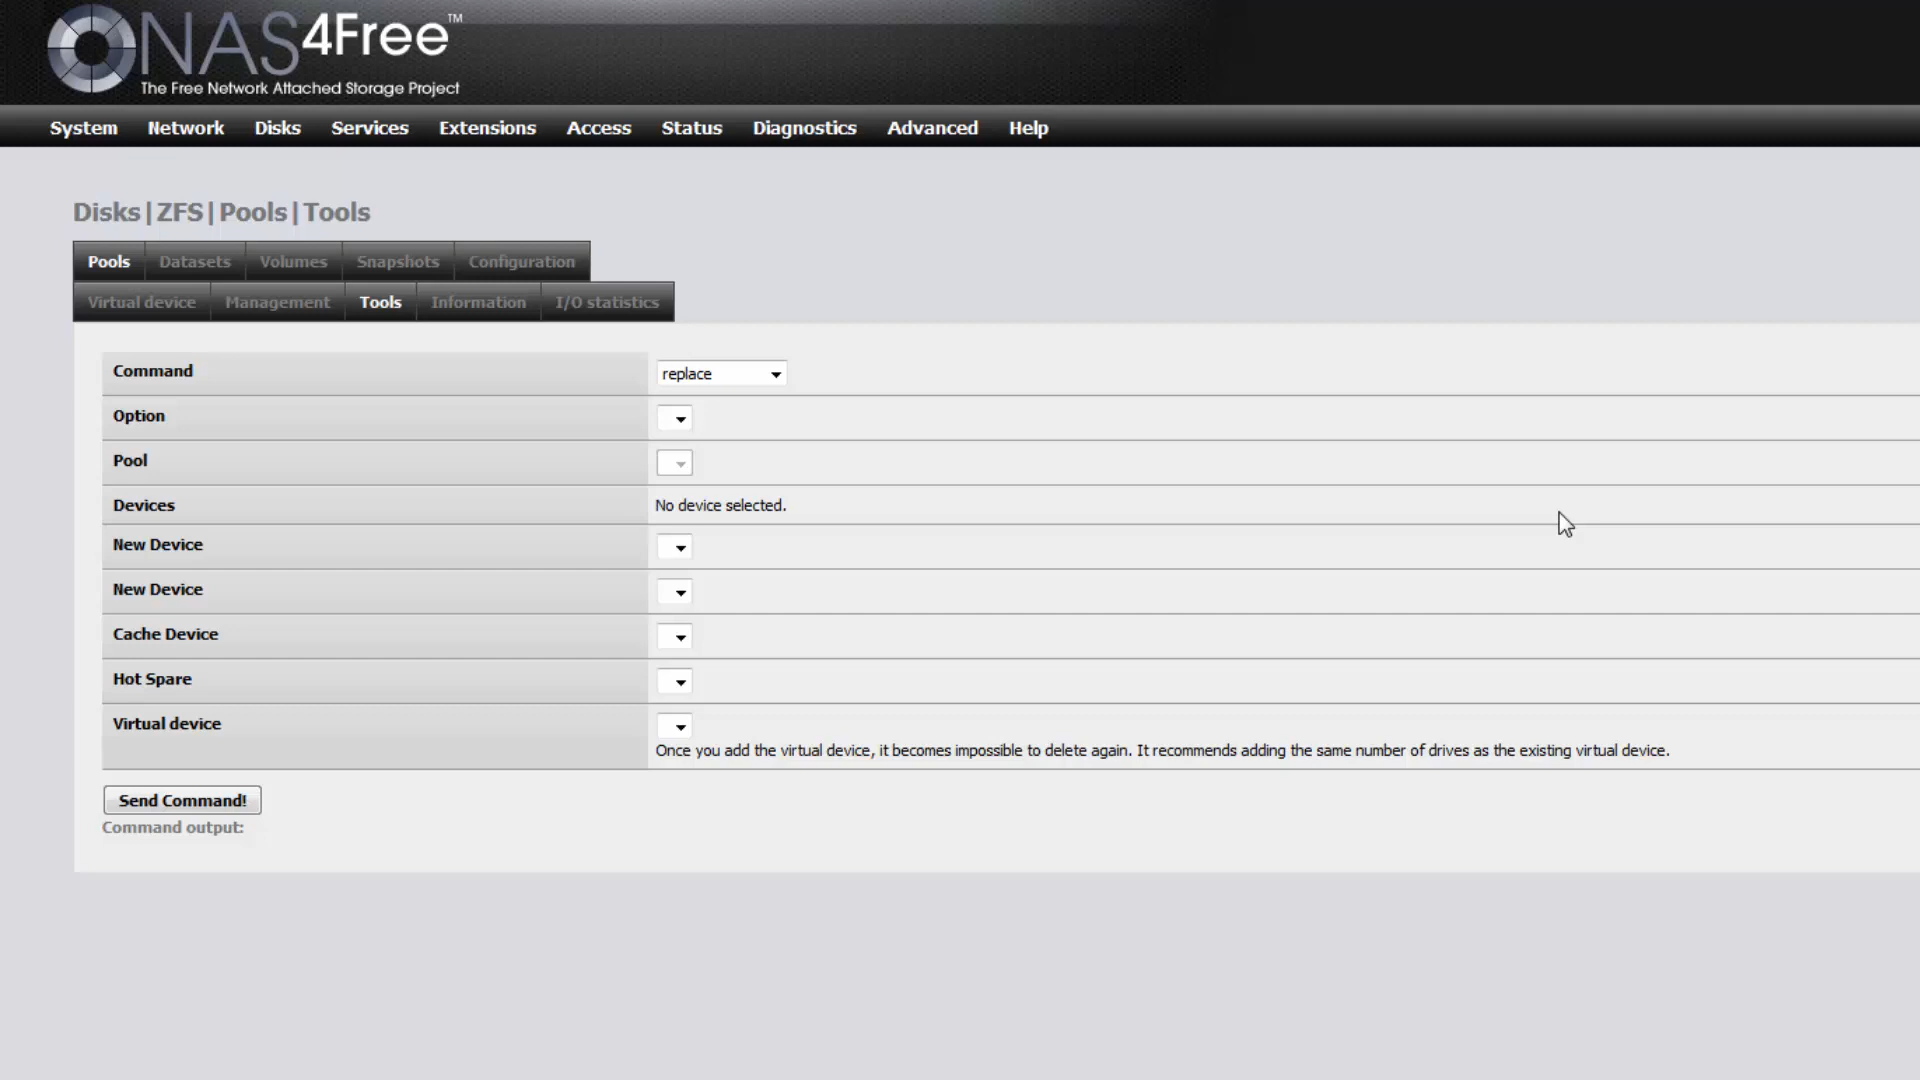 NAS4Free™
The Free Network Attached Storage Project
System Network Disks Services Extensions Access Status Diagnostics Advanced Help
Disks|ZFS|Pools|Tools
Pools Datasets Volumes Snapshots Configuration
Virtual device Management Tools Information I/O statistics
Command replace
Option
Pool
Devices No device selected.
New Device
New Device
Cache Device
Hot Spare
Virtual device
Once you add the virtual device, it becomes impossible to delete again. It recommends adding the same number of drives as the existing virtual device.
Send Command!
Command output: